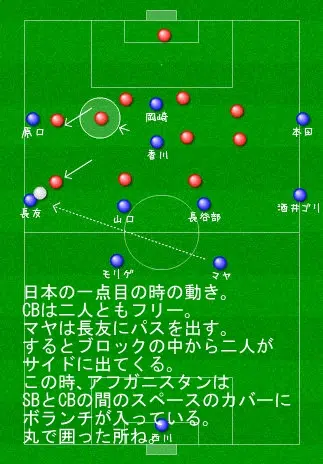 岡崎
原口
本田
香川
長友
山口
長谷部
酒井ゴリ
モリゲ
マヤ
日本の一点目の時の動き。
CBは二人ともフリー。
マヤは長友にパスを出す。
するとブロックの中から二人が
サイドに出てくる。
この時、アフガニスタンは
SBとCBの間のスペースのカバーに
ボランチが入っている。
丸で囲った所ね。
西川